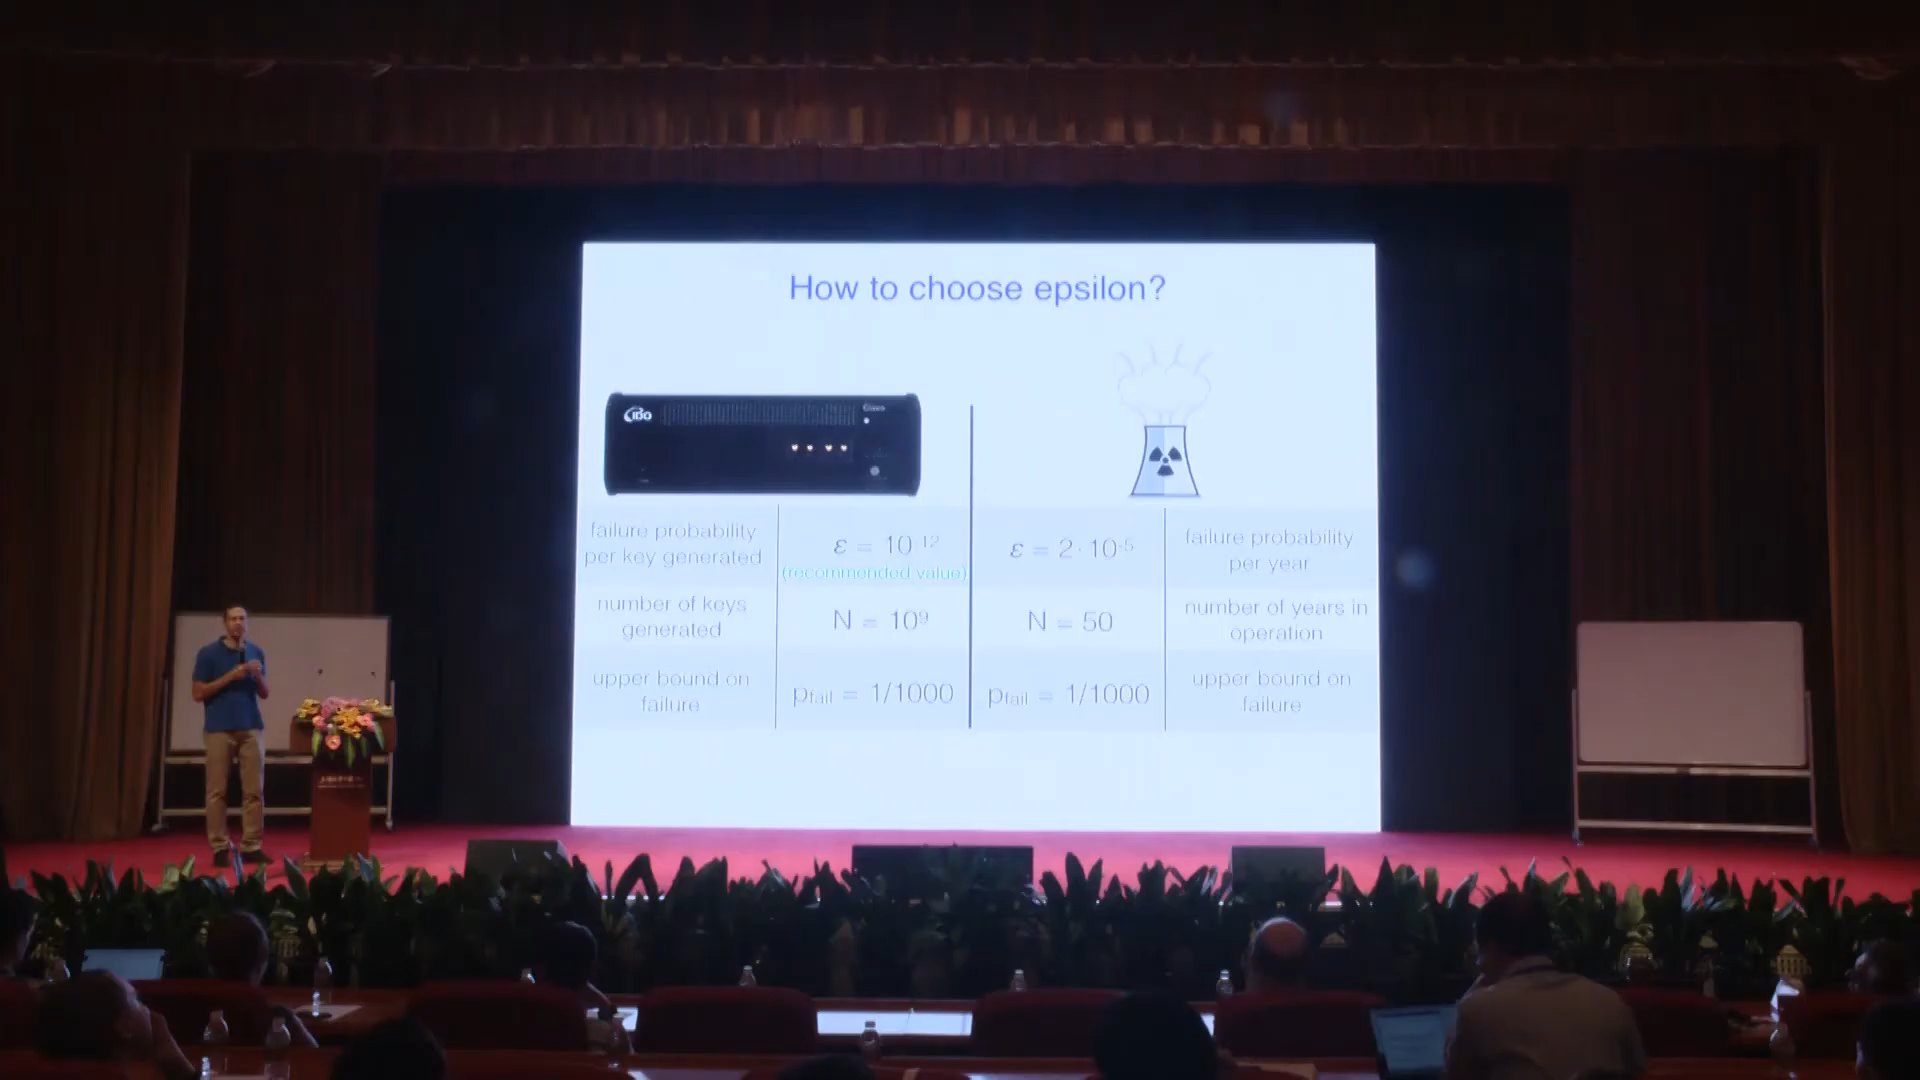 How to choose epsilon?
IDQ
failure probability
per key generated
ε = 10⁻¹²
(recommended value)
ε = 2·10⁻⁵
failure probability
per year
number of keys
generated
N = 10⁹
N = 50
number of years in
operation
upper bound on
failure
pfail = 1/1000
pfail = 1/1000
upper bound on
failure